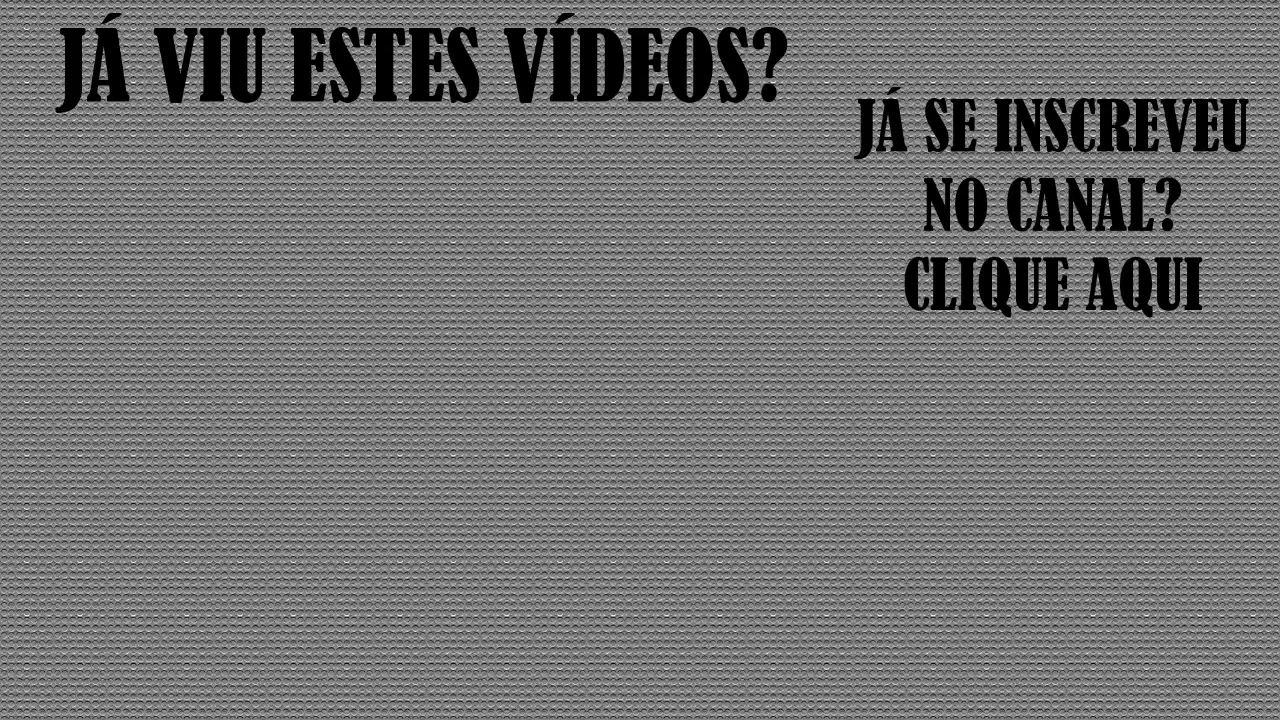 JÁ VIU ESTES VÍDEOS?
JÁ SE INSCREVEU
NO CANAL?
CLIQUE AQUI